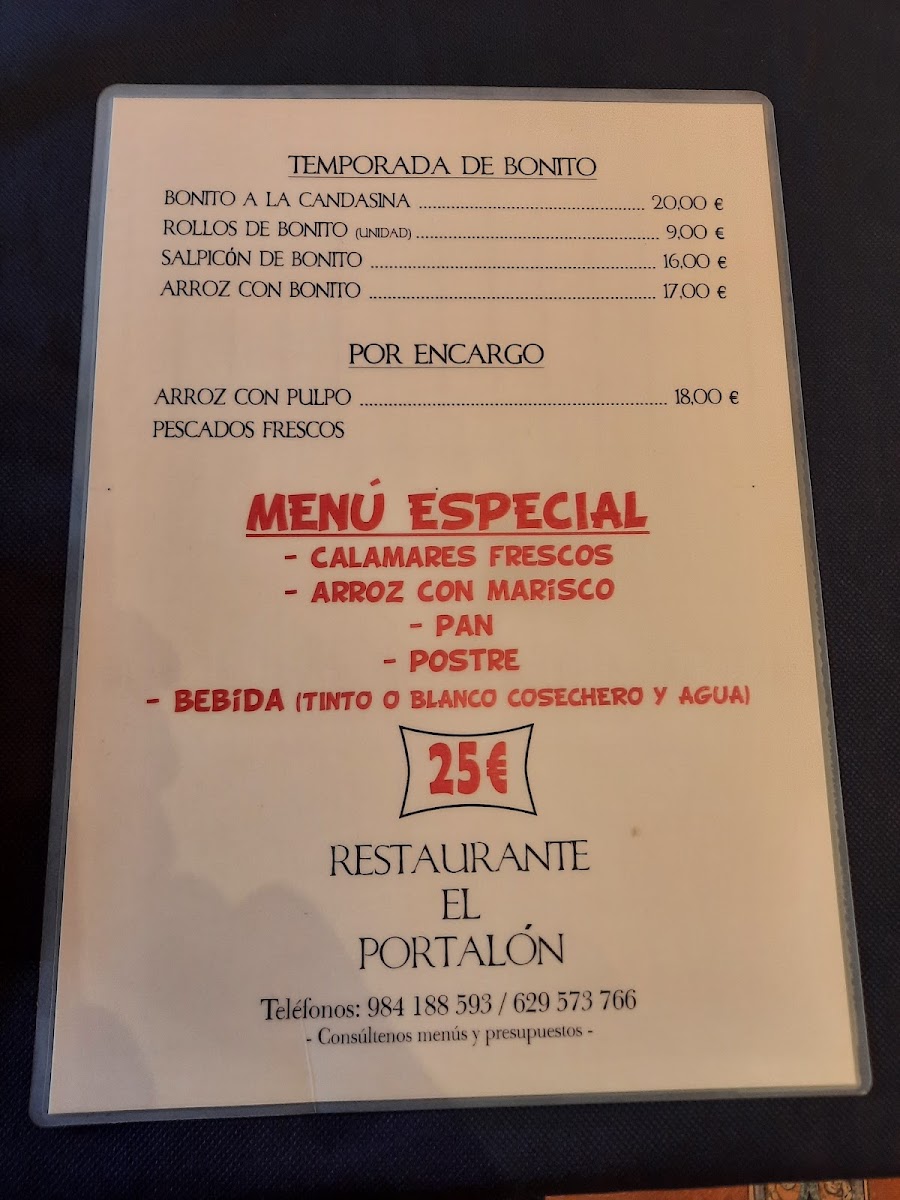 TEMPORADA DE BONITO
BONITO A LA CANDASINA ........................................ 20,00 €
ROLLOS DE BONITO (UNIDAD) ........................................ 9,00 €
SALPICÓN DE BONITO ........................................ 16,00 €
ARROZ CON BONITO ........................................ 17,00 €
POR ENCARGO
ARROZ CON PULPO ........................................ 18,00 €
PESCADOS FRESCOS
MENÚ ESPECIAL
- CALAMARES FRESCOS
- ARROZ CON MARISCO
- PAN
- POSTRE
- BEBIDA (TINTO O BLANCO COSECHERO Y AGUA)
25€
RESTAURANTE
EL
PORTALÓN
Teléfonos: 984 188 593 / 629 573 766
- Consúltenos menús y presupuestos -